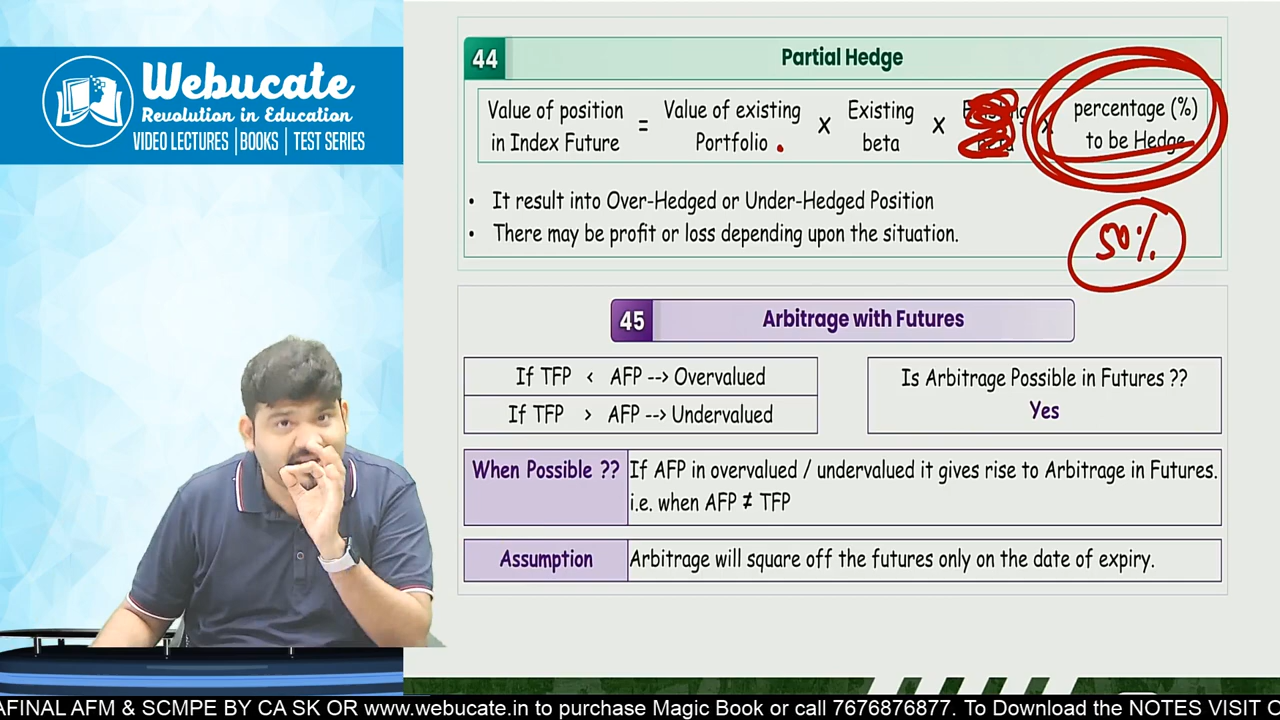 Webucate
Revolution in Education
VIDEO LECTURES | BOOKS | TEST SERIES
44 Partial Hedge
Value of position in Index Future = Value of existing Portfolio x Existing beta x x percentage (%) to be Hedge
• It result into Over-Hedged or Under-Hedged Position
• There may be profit or loss depending upon the situation.
50%
45 Arbitrage with Futures
If TFP < AFP --> Overvalued
If TFP > AFP --> Undervalued
Is Arbitrage Possible in Futures ??
Yes
When Possible ?? If AFP in overvalued / undervalued it gives rise to Arbitrage in Futures.
i.e. when AFP ≠ TFP
Assumption Arbitrage will square off the futures only on the date of expiry.
AFINAL AFM & SCMPE BY CA SK OR www.webucate.in to purchase Magic Book or call 7676876877. To Download the NOTES VISIT